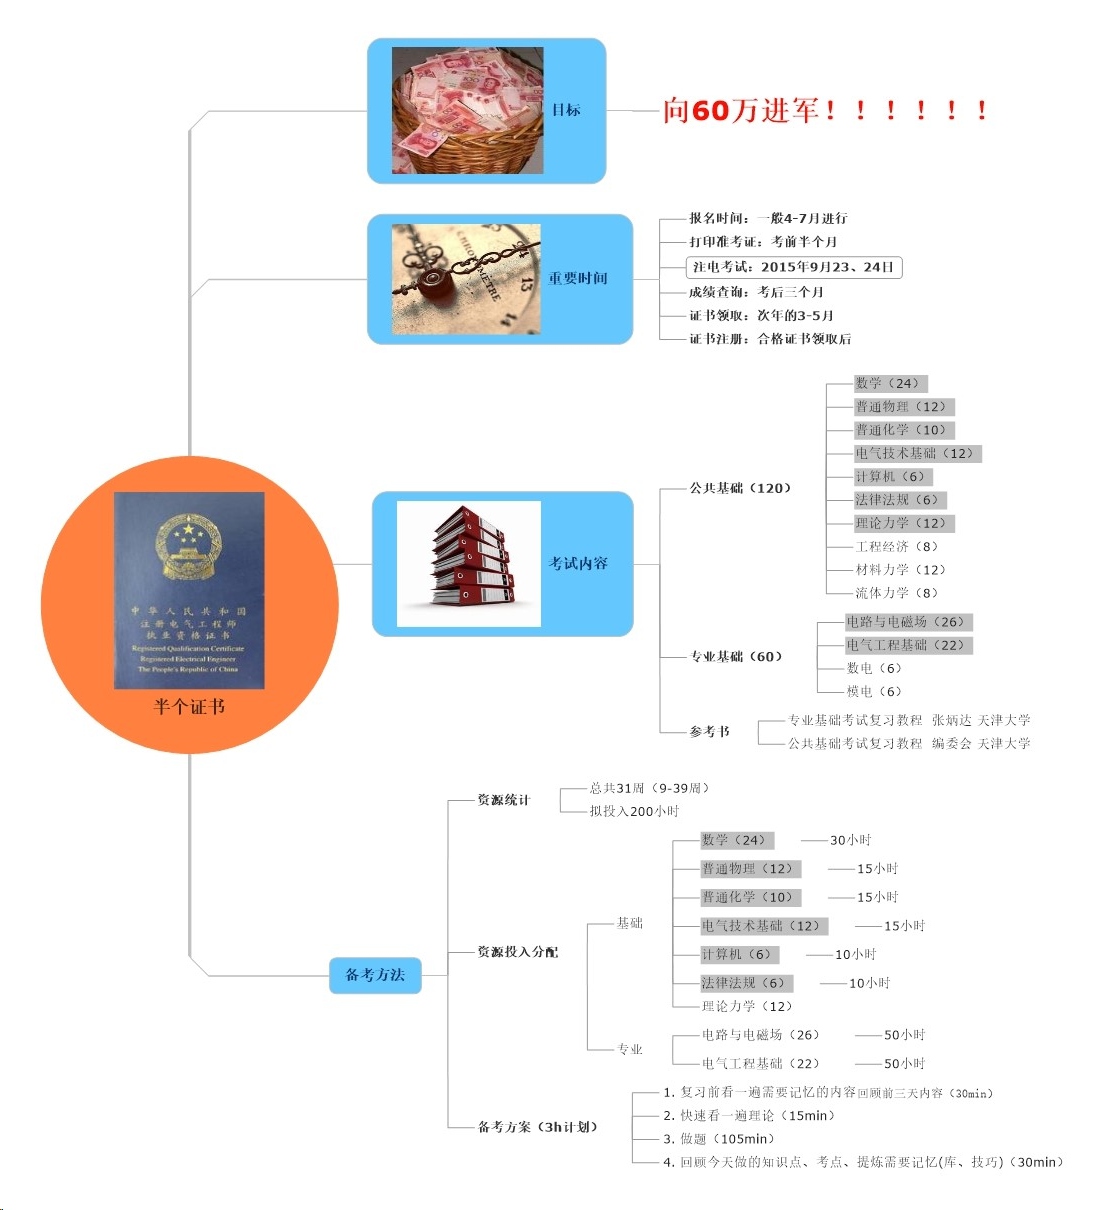 目标
向60万进军！！！！！！
重要时间
报名时间：一般4-7月进行
打印准考证：考前半个月
注电考试：2015年9月23、24日
成绩查询：考后三个月
证书领取：次年的3-5月
证书注册：合格证书领取后
中华人民共和国
注册电气工程师
执业资格证书
Registered Qualification Certificate
Registered Electrical Engineer
The People's Republic of China
半个证书
考试内容
公共基础（120）
数学（24）
普通物理（12）
普通化学（10）
电气技术基础（12）
计算机（6）
法律法规（6）
理论力学（12）
工程经济（8）
材料力学（12）
流体力学（8）
专业基础（60）
电路与电磁场（26）
电气工程基础（22）
数电（6）
模电（6）
参考书
专业基础考试复习教程 张炳达 天津大学
公共基础考试复习教程 编委会 天津大学
备考方法
资源统计
总共31周（9-39周）
拟投入200小时
资源投入分配
基础
数学（24） 30小时
普通物理（12） 15小时
普通化学（10） 15小时
电气技术基础（12） 15小时
计算机（6） 10小时
法律法规（6） 10小时
理论力学（12）
专业
电路与电磁场（26） 50小时
电气工程基础（22） 50小时
备考方案（3h计划）
1. 复习前看一遍需要记忆的内容回顾前三天内容（30min）
2. 快速看一遍理论（15min）
3. 做题（105min）
4. 回顾今天做的知识点、考点、提炼需要记忆(库、技巧)（30min）